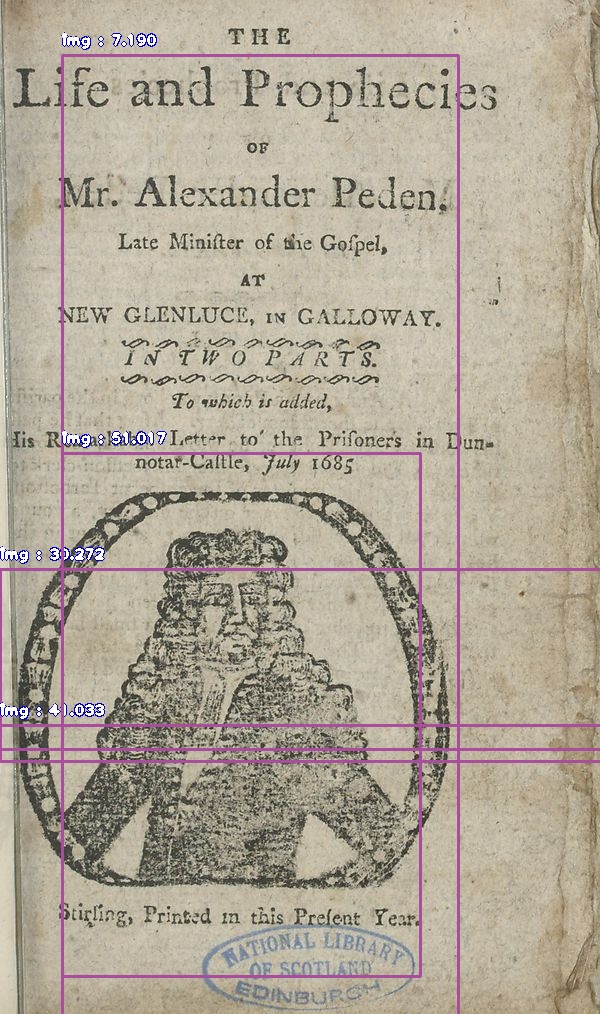 THE
Life and Prophecies
OF
Mr. Alexander Peden.
Late Miniſter of the Goſpel,
AT
NEW GLENLUCE, IN GALLOWAY.
IN TWO PARTS.
To which is added,
His Remarkable Letter to the Priſoners in Dun-
notar-Caſtle, July 1685
Stirling, Printed in this Preſent Year.
NATIONAL LIBRARY
OF SCOTLAND
EDINBURGH
img : 7.190
img : 51.017
img : 30.272
img : 41.033